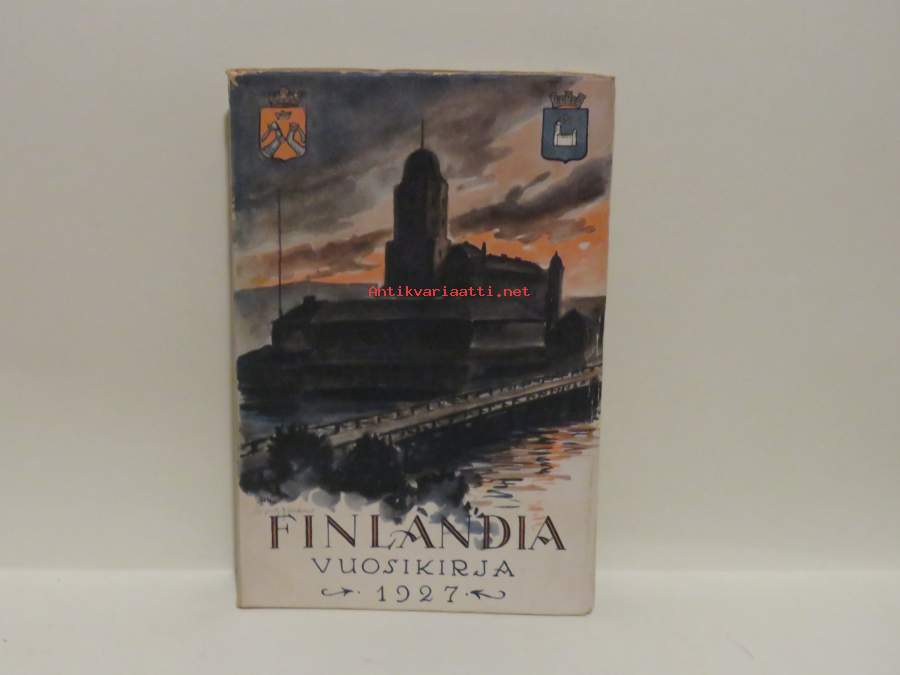 Antikvariaatti.net
FINLANDIA
VUOSIKIRJA
1927